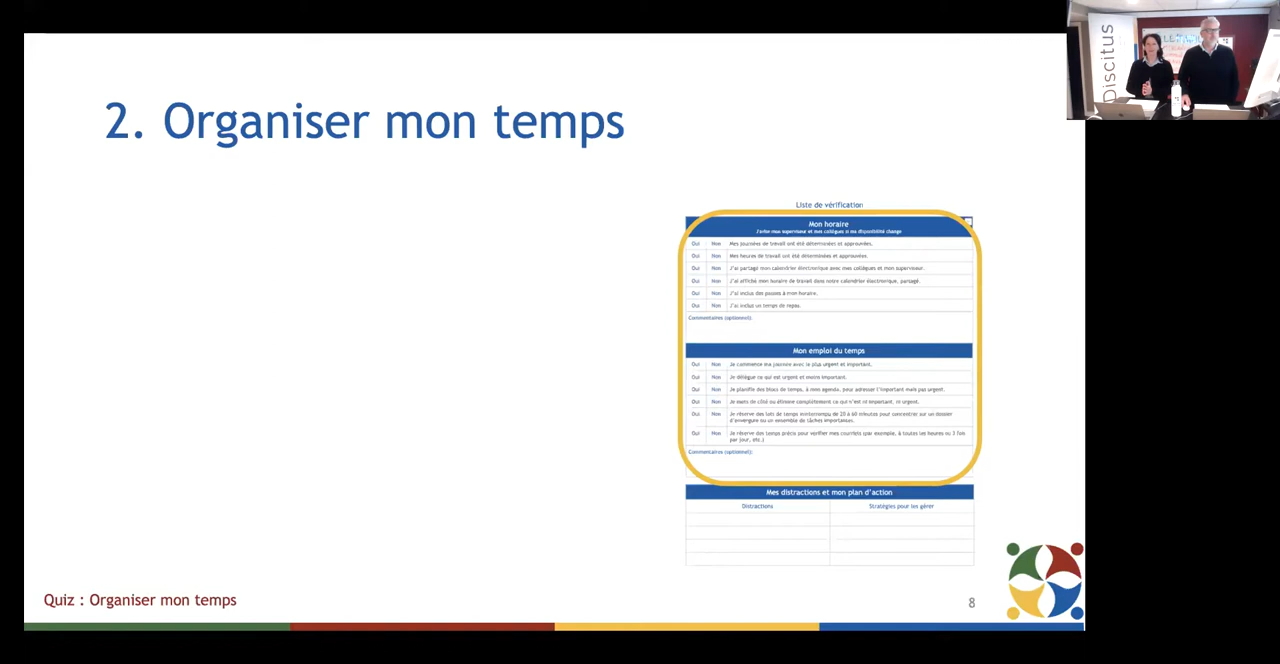 Discitus
2. Organiser mon temps
Liste de vérification
Mon horaire
J'avise mon superviseur et mes collègues si ma disponibilité change
Oui Non Mes journées de travail ont été déterminées et approuvées.
Oui Non Mes heures de travail ont été déterminées et approuvées.
Oui Non J'ai partagé mon calendrier électronique avec mes collègues et mon superviseur.
Oui Non J'ai affiché mon horaire de travail dans notre calendrier électronique, partagé.
Oui Non J'ai inclus des pauses à mon horaire.
Oui Non J'ai inclus un temps de repas.
Commentaires (optionnel):
Mon emploi du temps
Oui Non Je commence ma journée avec le plus urgent et important.
Oui Non Je délègue ce qui est urgent et moins important.
Oui Non Je planifie des blocs de temps, à mon agenda, pour adresser l'important mais pas urgent.
Oui Non Je mets de côté ou élimine complètement ce qui n'est ni important, ni urgent.
Oui Non Je réserve des ilots de temps ininterrompu de 20 à 60 minutes pour concentrer sur un dossier
d'envergure ou un ensemble de tâches importantes.
Oui Non Je réserve des temps précis pour vérifier mes courriels (par exemple, à toutes les heures ou 3 fois
par jour, etc.)
Commentaires (optionnel):
Mes distractions et mon plan d'action
Distractions Stratégies pour les gérer
Quiz : Organiser mon temps
8